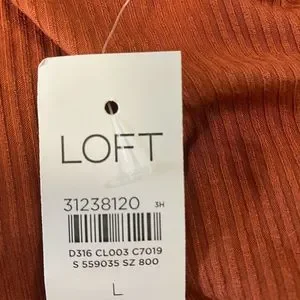 LOFT
31238120 3H
D316 CL003 C7019
S 559035 SZ 800
L